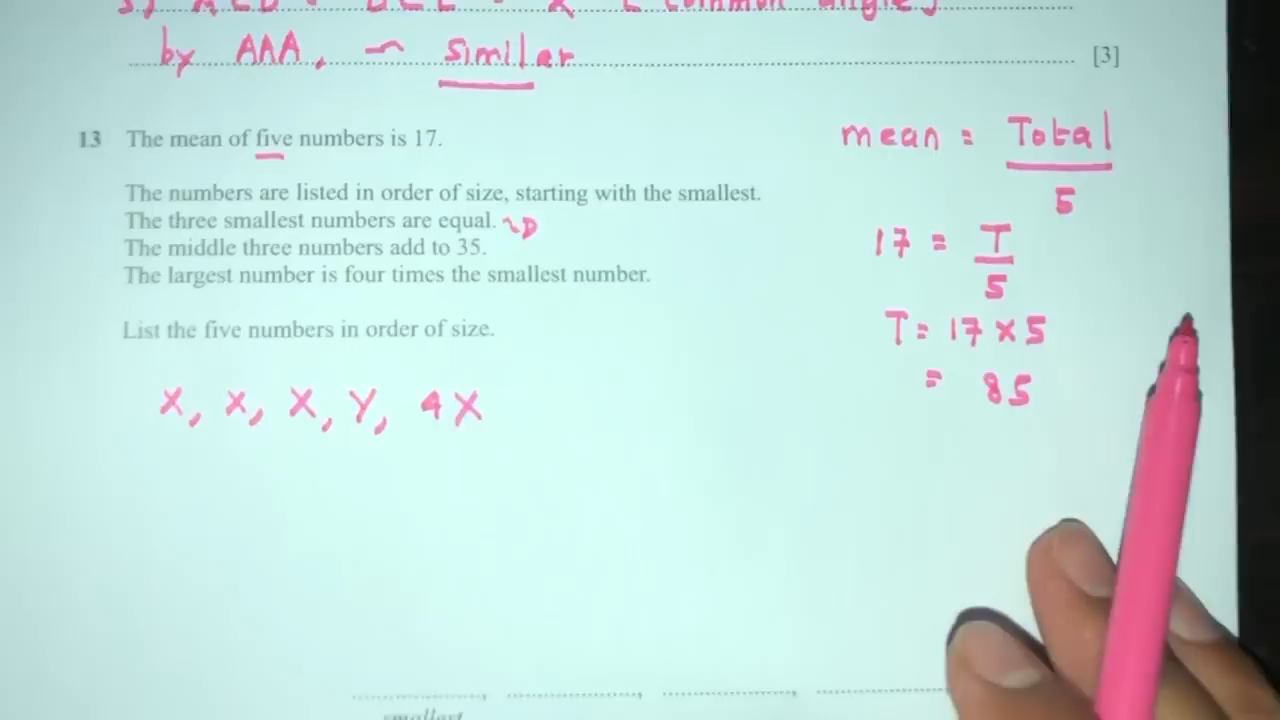 by AAA, ~ similar
[3]
13 The mean of five numbers is 17.
The numbers are listed in order of size, starting with the smallest.
The three smallest numbers are equal.
The middle three numbers add to 35.
The largest number is four times the smallest number.
List the five numbers in order of size.
X, X, X, Y, 4X
mean = Total
5
17 = T
5
T = 17 × 5
= 85
smallest